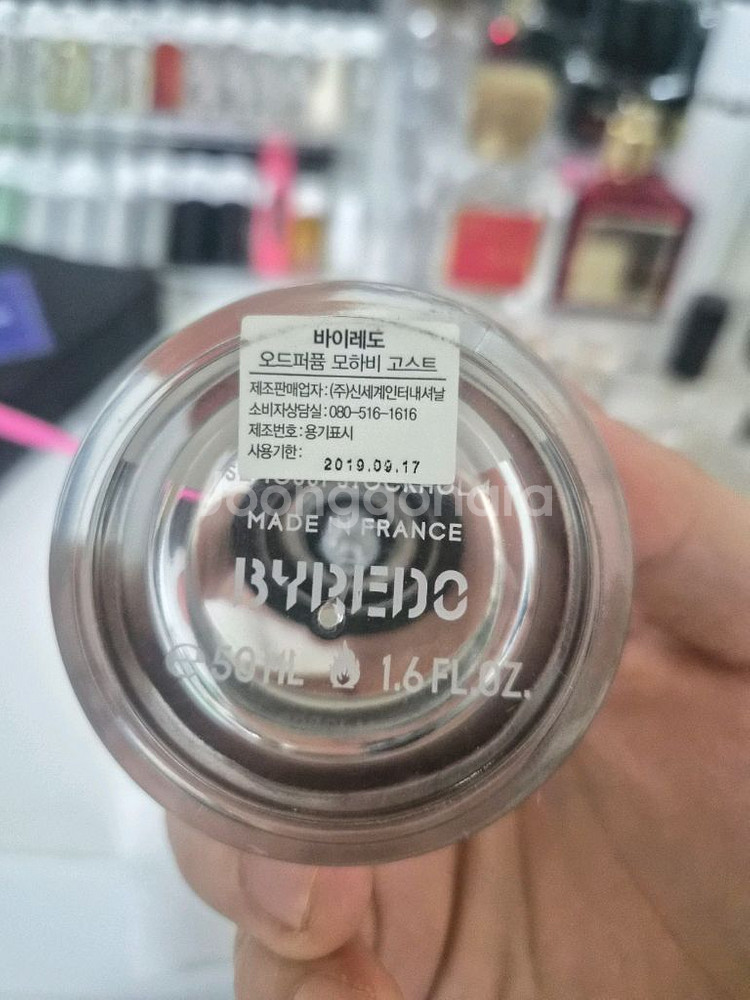 바이레도
오드퍼퓸 모하비 고스트
제조판매업자:(주)신세계인터내셔날
소비자상담실:080-516-1616
제조번호:용기표시
사용기한: 2019.09.17
Joonggonara
MADE IN FRANCE
BYREDO
50 ML 1.6 FL.OZ.